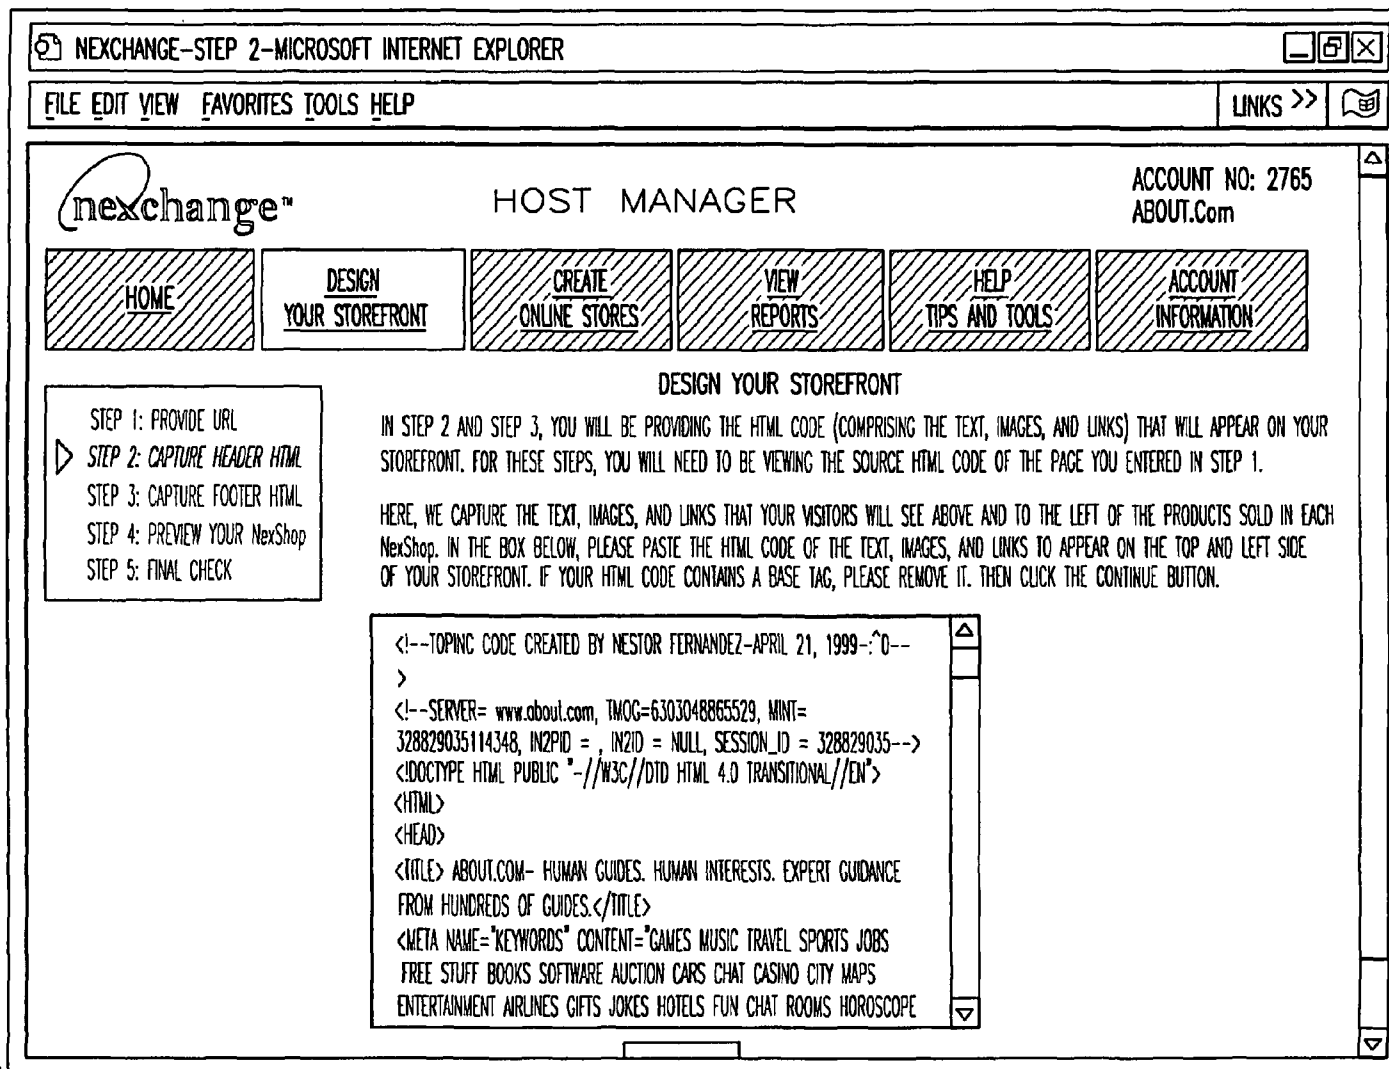 NEXCHANGE-STEP 2-MICROSOFT INTERNET EXPLORER
FILE EDIT VIEW FAVORITES TOOLS HELP
LINKS >>
nexchange™
HOST MANAGER
ACCOUNT NO: 2765
ABOUT.Com
HOME
DESIGN
YOUR STOREFRONT
CREATE
ONLINE STORES
VIEW
REPORTS
HELP
TIPS AND TOOLS
ACCOUNT
INFORMATION
STEP 1: PROVIDE URL
STEP 2: CAPTURE HEADER HTML
STEP 3: CAPTURE FOOTER HTML
STEP 4: PREVIEW YOUR NexShop
STEP 5: FINAL CHECK
DESIGN YOUR STOREFRONT
IN STEP 2 AND STEP 3, YOU WILL BE PROVIDING THE HTML CODE (COMPRISING THE TEXT, IMAGES, AND LINKS) THAT WILL APPEAR ON YOUR
STOREFRONT. FOR THESE STEPS, YOU WILL NEED TO BE VIEWING THE SOURCE HTML CODE OF THE PAGE YOU ENTERED IN STEP 1.
HERE, WE CAPTURE THE TEXT, IMAGES, AND LINKS THAT YOUR VISITORS WILL SEE ABOVE AND TO THE LEFT OF THE PRODUCTS SOLD IN EACH
NexShop. IN THE BOX BELOW, PLEASE PASTE THE HTML CODE OF THE TEXT, IMAGES, AND LINKS TO APPEAR ON THE TOP AND LEFT SIDE
OF YOUR STOREFRONT. IF YOUR HTML CODE CONTAINS A BASE TAG, PLEASE REMOVE IT. THEN CLICK THE CONTINUE BUTTON.
<!--TOPINC CODE CREATED BY NESTOR FERNANDEZ-APRIL 21, 1999-:^0--
>
<!--SERVER= www.about.com, TMOG=6303048865529, MINT=
328829035114348, IN2PID = , IN2ID = NULL, SESSION_ID = 328829035-->
<!DOCTYPE HTML PUBLIC "-//W3C//DTD HTML 4.0 TRANSITIONAL//EN">
<HTML>
<HEAD>
<TITLE> ABOUT.COM- HUMAN GUIDES. HUMAN INTERESTS. EXPERT GUIDANCE
FROM HUNDREDS OF GUIDES.</TITLE>
<META NAME="KEYWORDS" CONTENT="GAMES MUSIC TRAVEL SPORTS JOBS
FREE STUFF BOOKS SOFTWARE AUCTION CARS CHAT CASINO CITY MAPS
ENTERTAINMENT AIRLINES GIFTS JOKES HOTELS FUN CHAT ROOMS HOROSCOPE